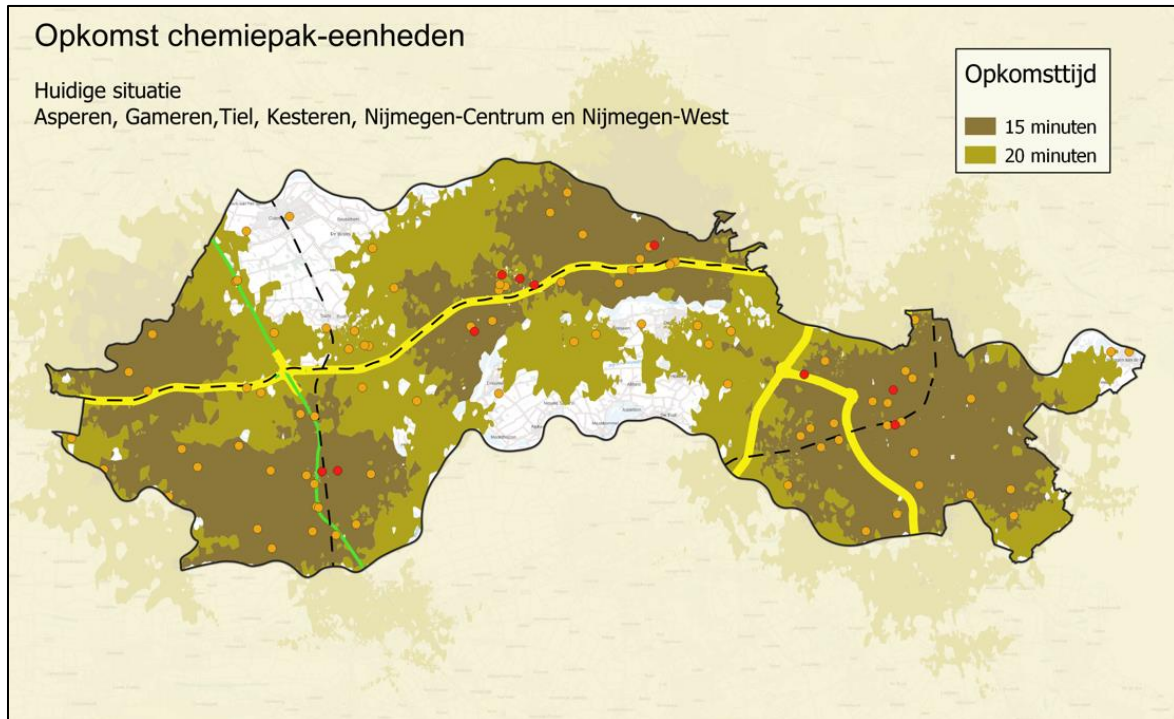 Opkomst chemiepak-eenheden
Huidige situatie
Asperen, Gameren,Tiel, Kesteren, Nijmegen-Centrum en Nijmegen-West
Opkomsttijd
15 minuten
20 minuten